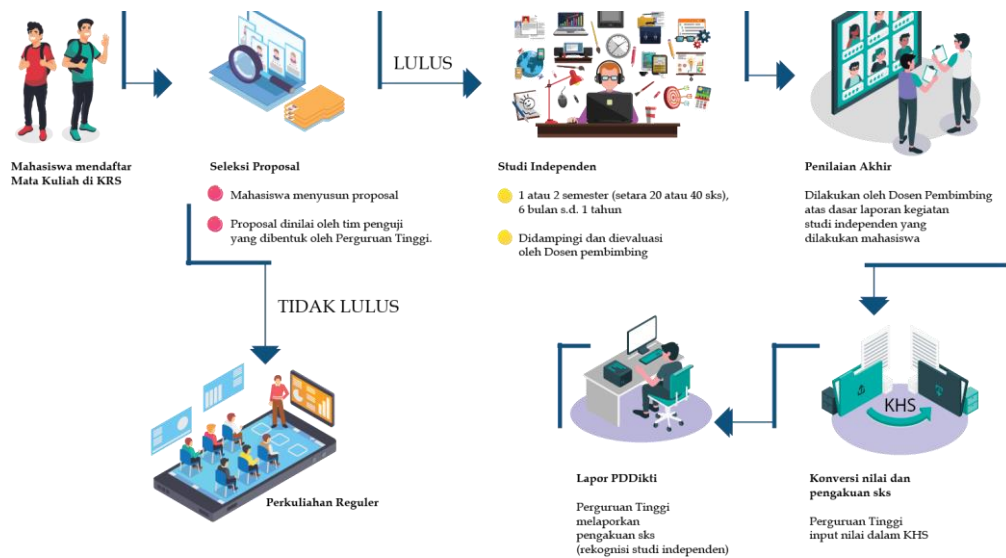 LULUS
Mahasiswa mendaftar
Mata Kuliah di KRS
Seleksi Proposal
Mahasiswa menyusun proposal
Proposal dinilai oleh tim penguji
yang dibentuk oleh Perguruan Tinggi.
Studi Independen
1 atau 2 semester (setara 20 atau 40 sks),
6 bulan s.d. 1 tahun
Didampingi dan dievaluasi
oleh Dosen pembimbing
Penilaian Akhir
Dilakukan oleh Dosen Pembimbing
atas dasar laporan kegiatan
studi independen yang
dilakukan mahasiswa
TIDAK LULUS
Perkuliahan Reguler
Lapor PDDikti
Perguruan Tinggi
melaporkan
pengakuan sks
(rekognisi studi independen)
KHS
Konversi nilai dan
pengakuan sks
Perguruan Tinggi
input nilai dalam KHS